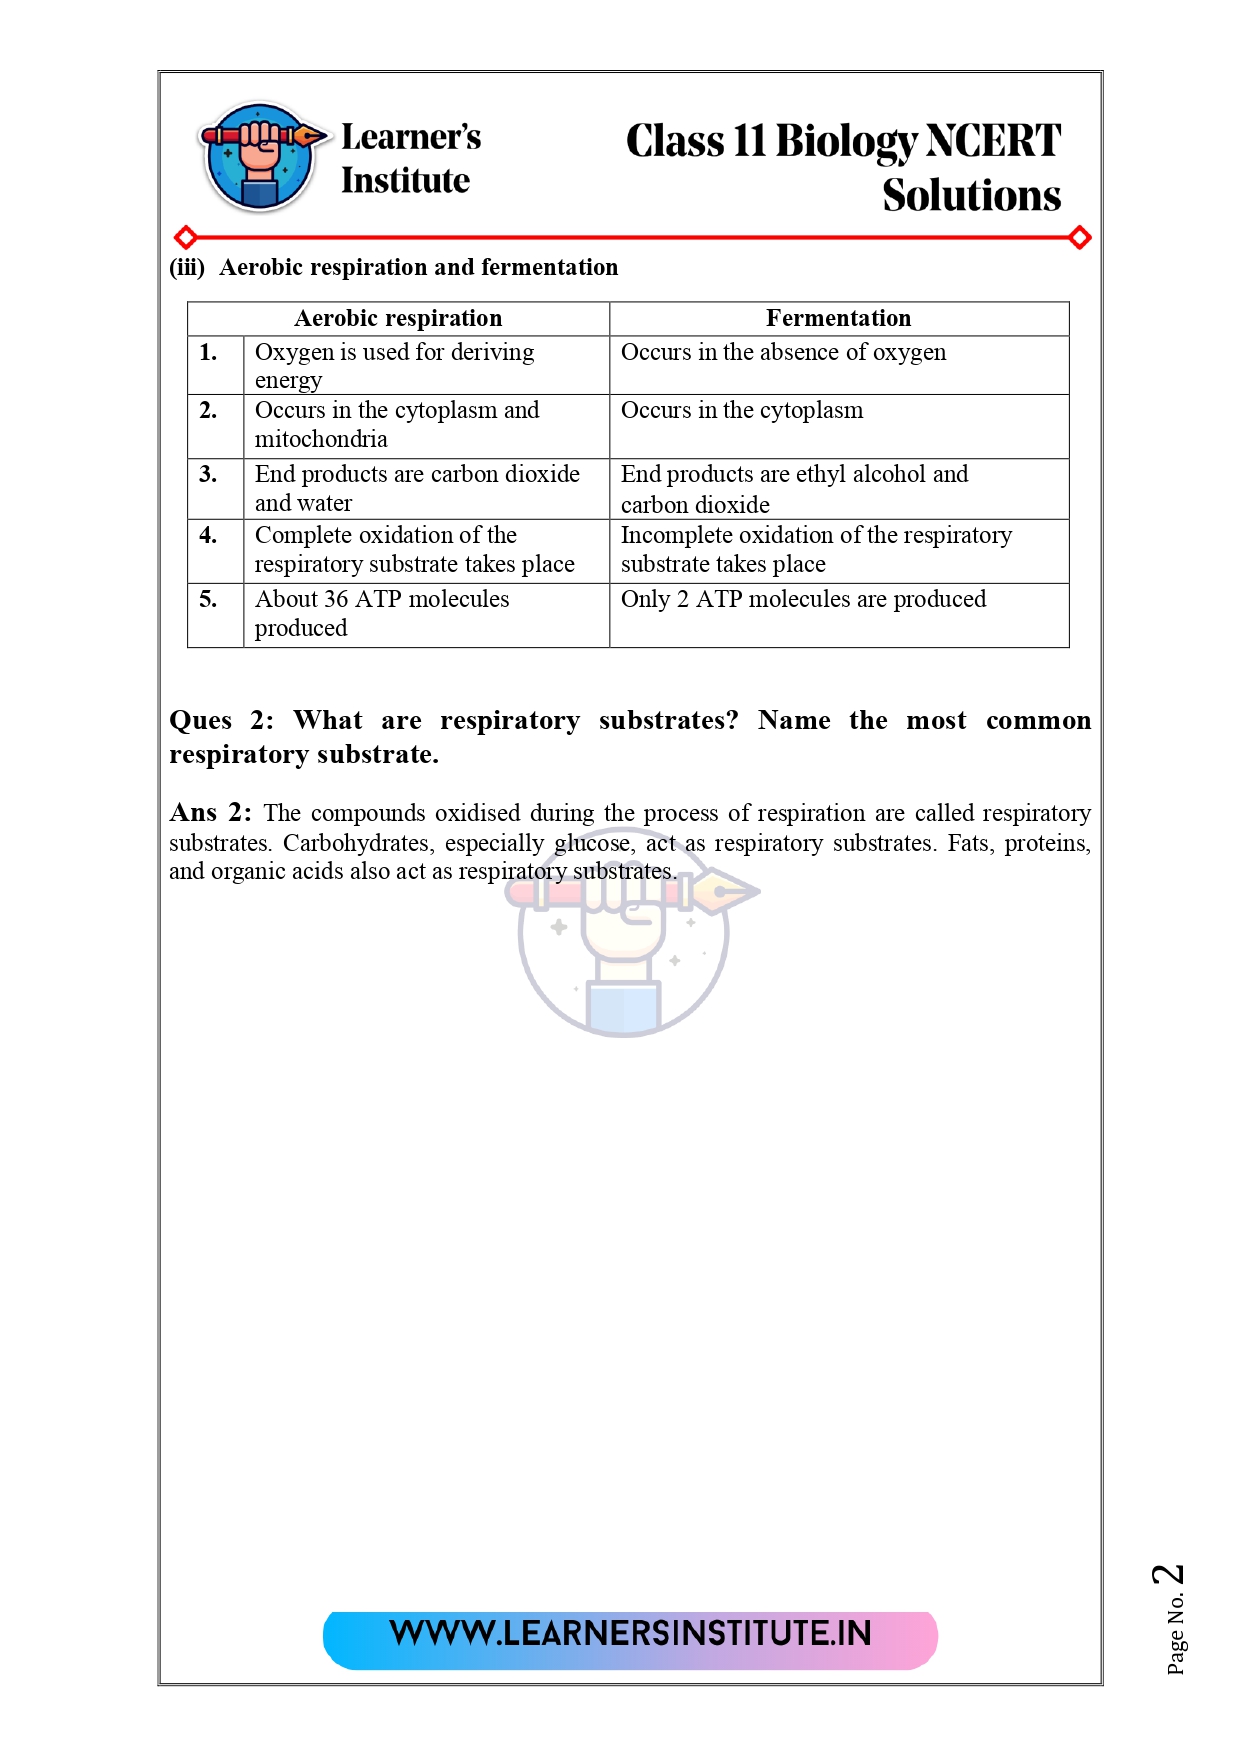 Learner's
Institute
Class 11 Biology NCERT
Solutions
(iii) Aerobic respiration and fermentation
Aerobic respiration Fermentation
1. Oxygen is used for deriving energy Occurs in the absence of oxygen
2. Occurs in the cytoplasm and mitochondria Occurs in the cytoplasm
3. End products are carbon dioxide and water End products are ethyl alcohol and carbon dioxide
4. Complete oxidation of the respiratory substrate takes place Incomplete oxidation of the respiratory substrate takes place
5. About 36 ATP molecules produced Only 2 ATP molecules are produced
Ques 2: What are respiratory substrates? Name the most common
respiratory substrate.
Ans 2: The compounds oxidised during the process of respiration are called respiratory
substrates. Carbohydrates, especially glucose, act as respiratory substrates. Fats, proteins,
and organic acids also act as respiratory substrates.
WWW.LEARNERSINSTITUTE.IN
Page No. 2